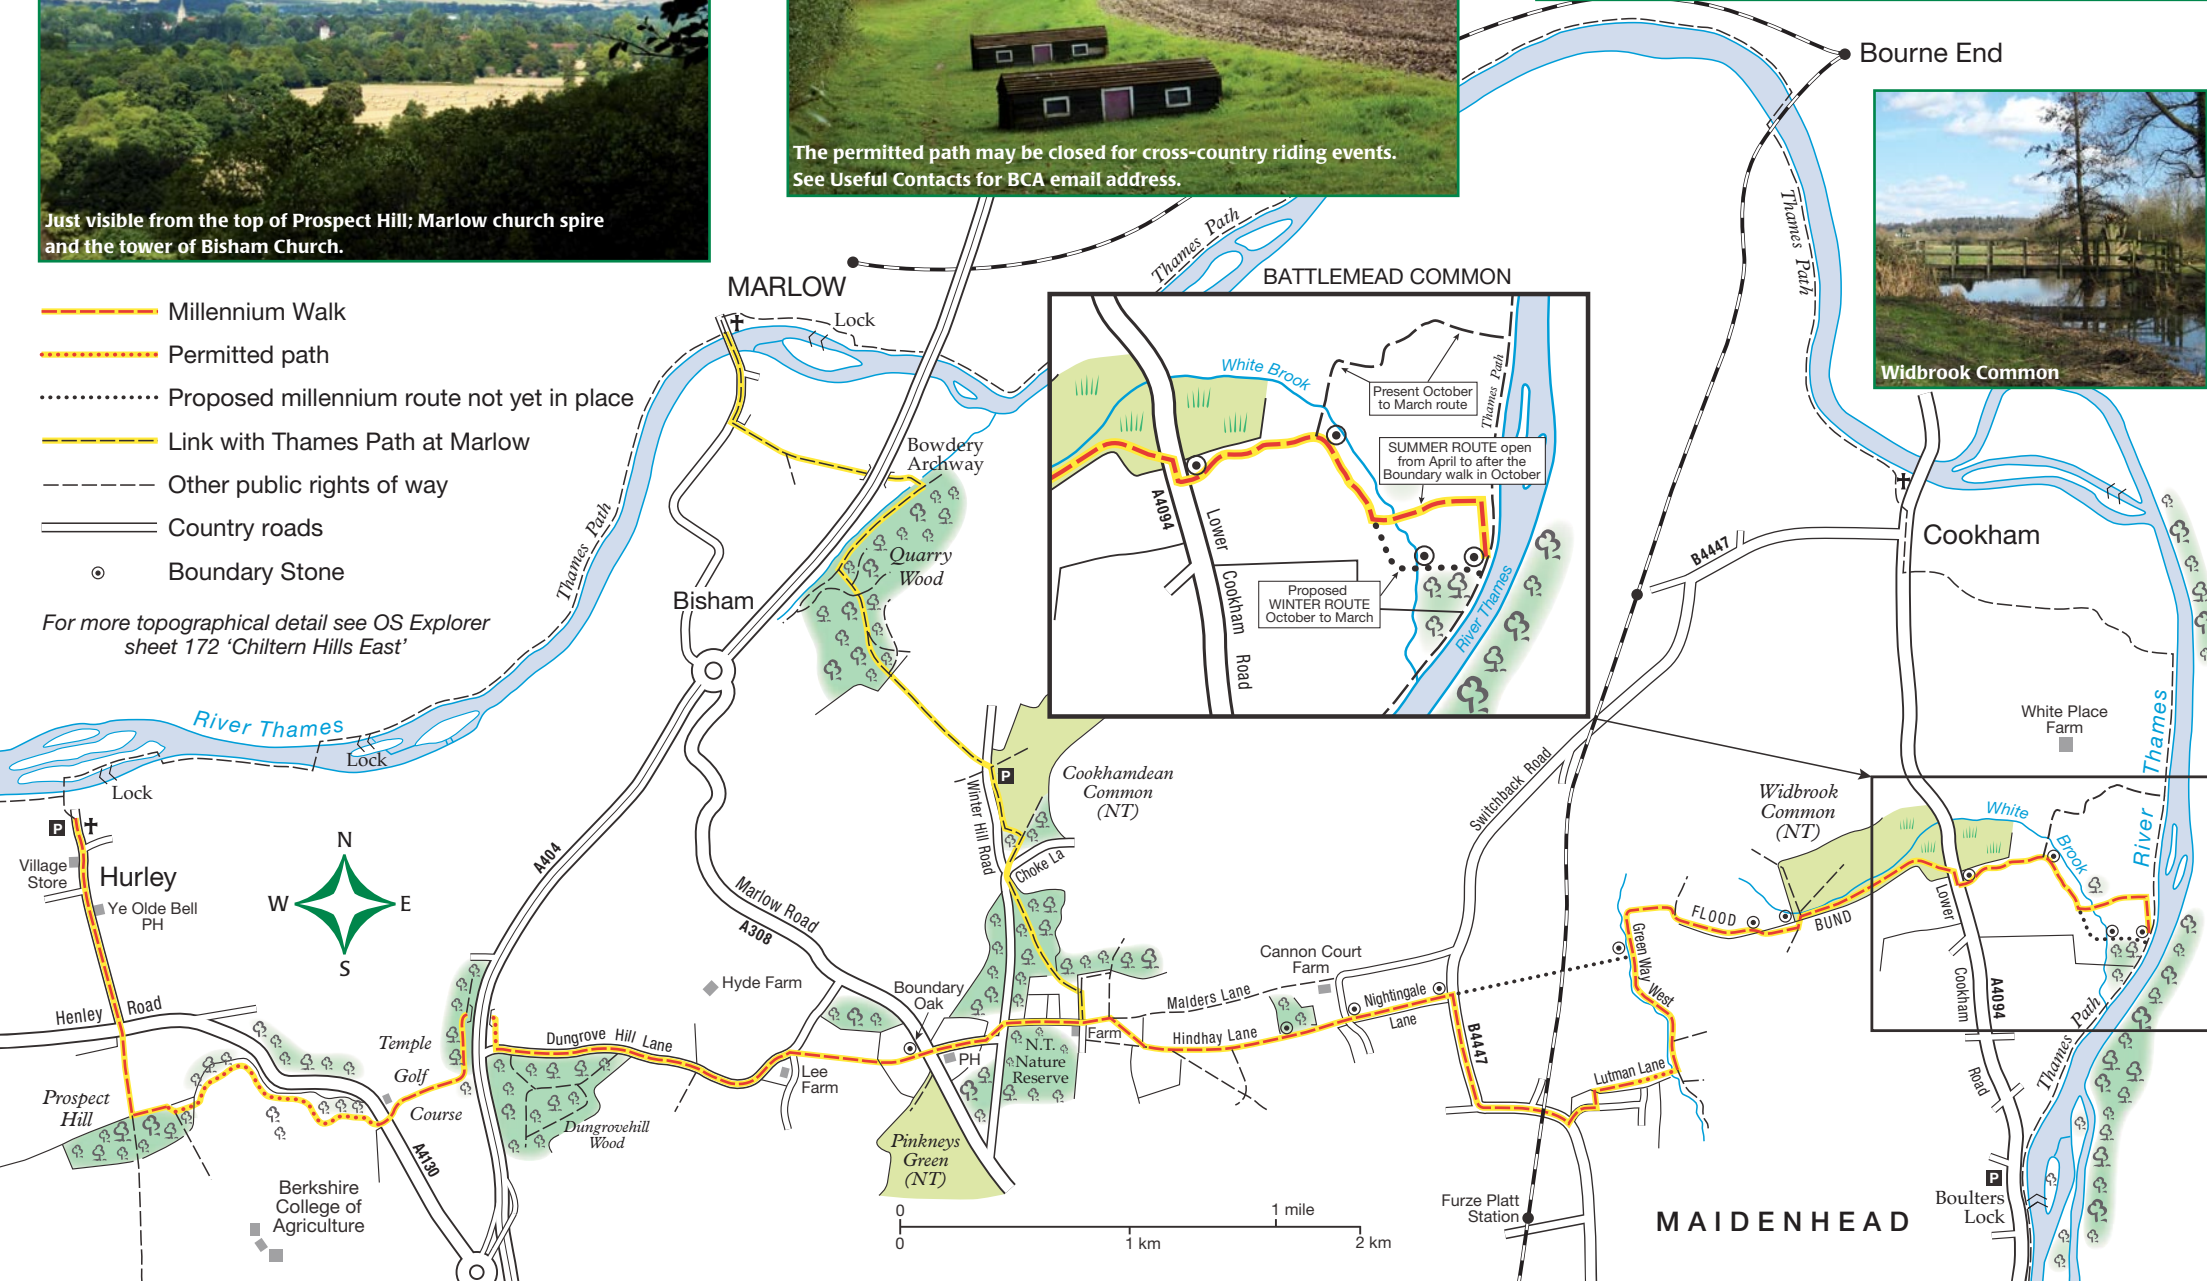 Just visible from the top of Prospect Hill; Marlow church spire
and the tower of Bisham Church.
The permitted path may be closed for cross-country riding events.
See Useful Contacts for BCA email address.
Bourne End
Widbrook Common
Millennium Walk
Permitted path
Proposed millennium route not yet in place
Link with Thames Path at Marlow
Other public rights of way
Country roads
Boundary Stone
For more topographical detail see OS Explorer
sheet 172 ‘Chiltern Hills East’
MARLOW
Lock
Thames Path
Thames Path
Thames Path
BATTLEMEAD COMMON
White Brook
Present October
to March route
Thames Path
SUMMER ROUTE open
from April to after the
Boundary walk in October
A4094
Lower
Cookham
Road
Proposed
WINTER ROUTE
October to March
River Thames
Bowdery
Archway
Quarry
Wood
Bisham
B4447
Cookham
River Thames
Lock
Lock
P
Village
Store
Hurley
Ye Olde Bell
PH
N
W
E
S
A404
Marlow Road
A308
P
Cookhamdean
Common
(NT)
Winter Hill Road
Choke La
Switchback Road
White Place
Farm
River Thames
Widbrook
Common
(NT)
White
Brook
FLOOD
BUND
Lower
Cookham
Road
A4094
Thames Path
Thames Path
Green Way
West
Cannon Court
Farm
Malders Lane
Hindhay Lane
Nightingale
Lane
B4447
Lutman Lane
Hyde Farm
Boundary
Oak
PH
Farm
N.T.
Nature
Reserve
Henley Road
Temple
Golf
Course
Dungrove Hill Lane
Lee
Farm
Dungrovehill
Wood
Prospect
Hill
A4130
Pinkneys
Green
(NT)
Berkshire
College of
Agriculture
0
1 mile
0
1 km
2 km
Furze Platt
Station
MAIDENHEAD
P
Boulters
Lock
River